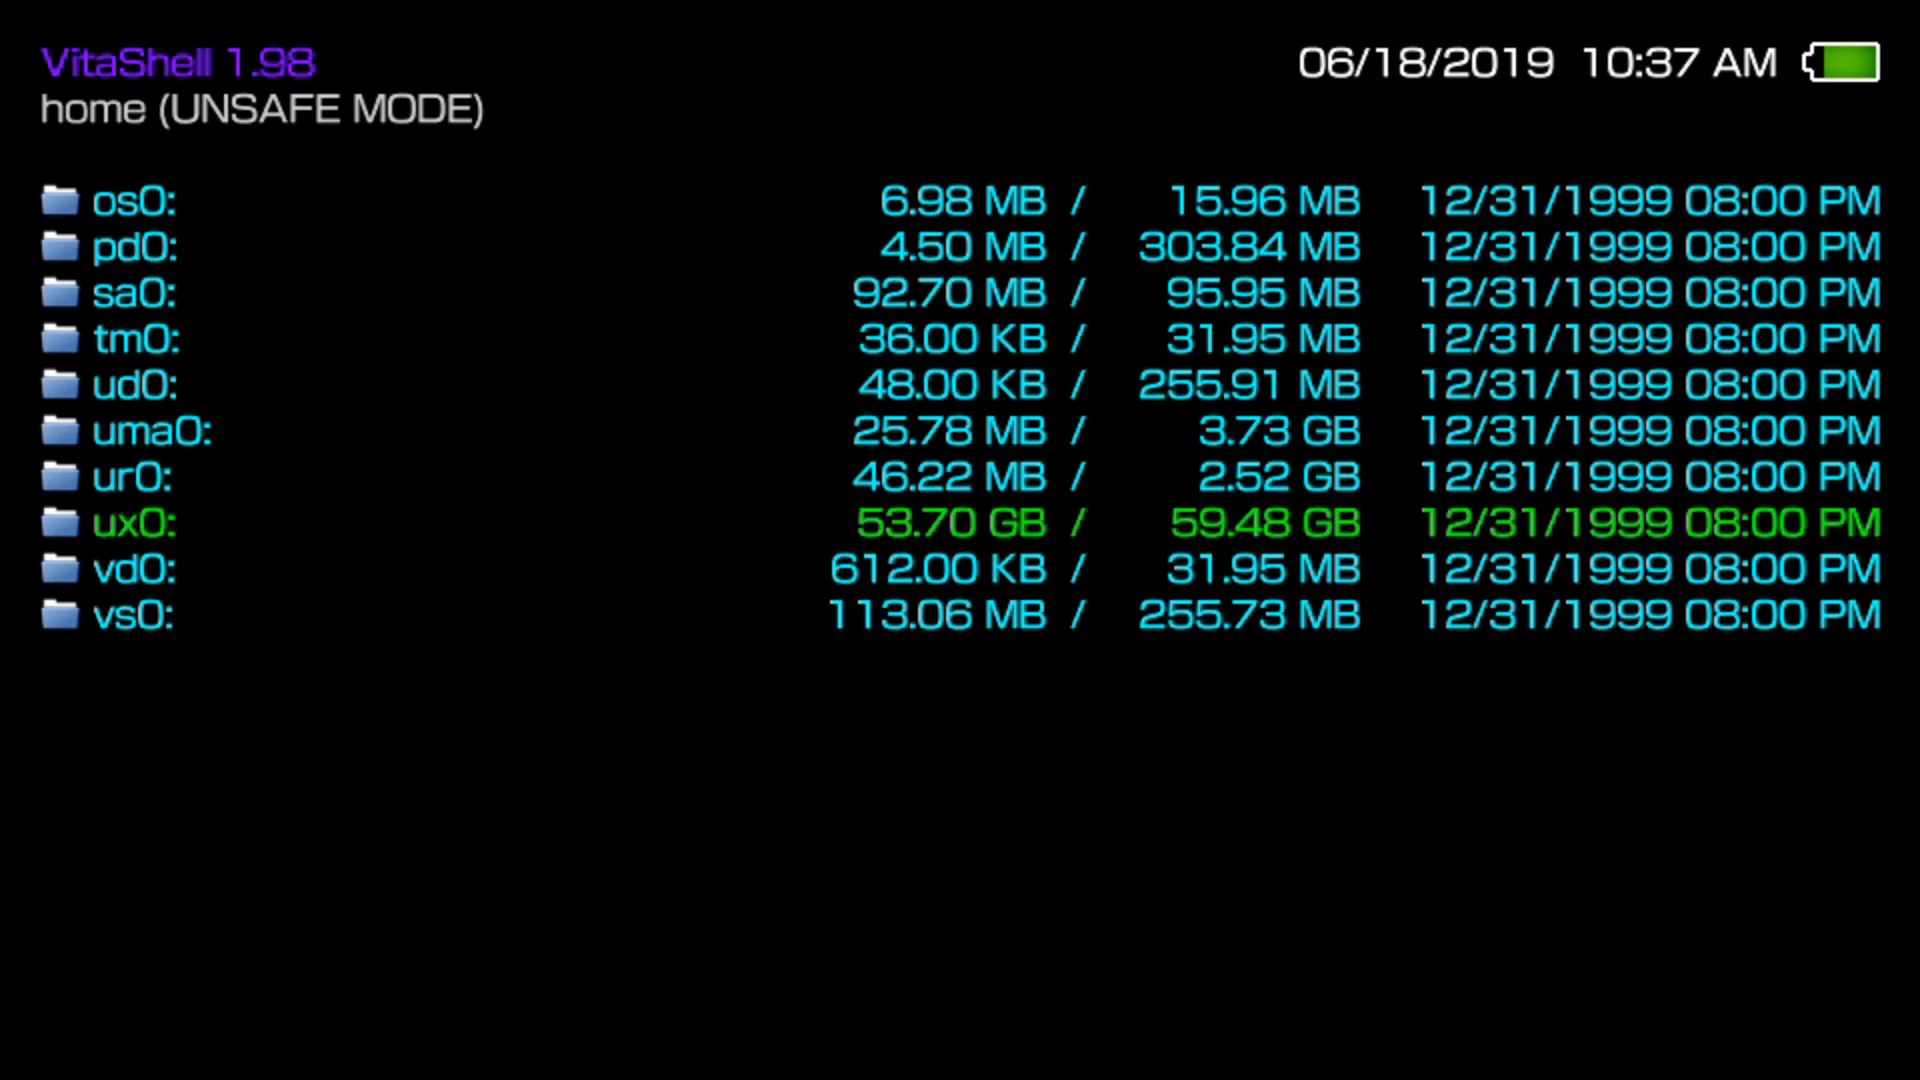 VitaShell 1.98 06/18/2019 10:37 AM
home (UNSAFE MODE)
os0: 6.98 MB / 15.96 MB 12/31/1999 08:00 PM
pd0: 4.50 MB / 303.84 MB 12/31/1999 08:00 PM
sa0: 92.70 MB / 95.95 MB 12/31/1999 08:00 PM
tm0: 36.00 KB / 31.95 MB 12/31/1999 08:00 PM
ud0: 48.00 KB / 255.91 MB 12/31/1999 08:00 PM
uma0: 25.78 MB / 3.73 GB 12/31/1999 08:00 PM
ur0: 46.22 MB / 2.52 GB 12/31/1999 08:00 PM
ux0: 53.70 GB / 59.48 GB 12/31/1999 08:00 PM
vd0: 612.00 KB / 31.95 MB 12/31/1999 08:00 PM
vs0: 113.06 MB / 255.73 MB 12/31/1999 08:00 PM